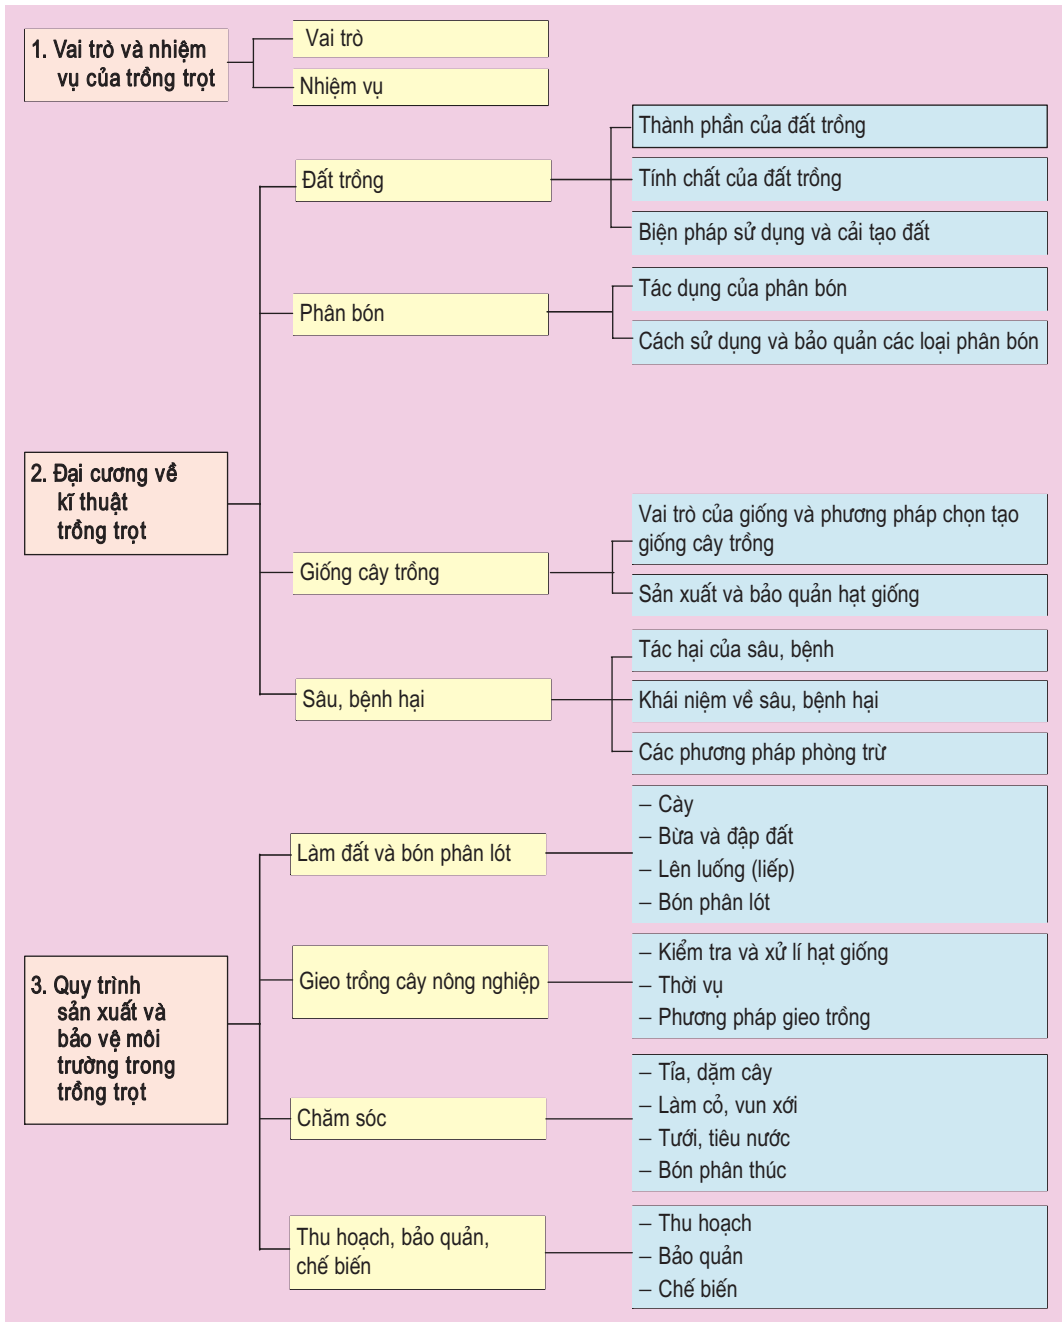 1. Vai trò và nhiệm
vụ của trồng trọt
Vai trò
Nhiệm vụ
2. Đại cương về
kĩ thuật
trồng trọt
Đất trồng
Thành phần của đất trồng
Tính chất của đất trồng
Biện pháp sử dụng và cải tạo đất
Phân bón
Tác dụng của phân bón
Cách sử dụng và bảo quản các loại phân bón
Giống cây trồng
Vai trò của giống và phương pháp chọn tạo
giống cây trồng
Sản xuất và bảo quản hạt giống
Sâu, bệnh hại
Tác hại của sâu, bệnh
Khái niệm về sâu, bệnh hại
Các phương pháp phòng trừ
3. Quy trình
sản xuất và
bảo vệ môi
trường trong
trồng trọt
Làm đất và bón phân lót
– Cày
– Bừa và đập đất
– Lên luống (liếp)
– Bón phân lót
Gieo trồng cây nông nghiệp
– Kiểm tra và xử lí hạt giống
– Thời vụ
– Phương pháp gieo trồng
Chăm sóc
– Tỉa, dặm cây
– Làm cỏ, vun xới
– Tưới, tiêu nước
– Bón phân thúc
Thu hoạch, bảo quản,
chế biến
– Thu hoạch
– Bảo quản
– Chế biến